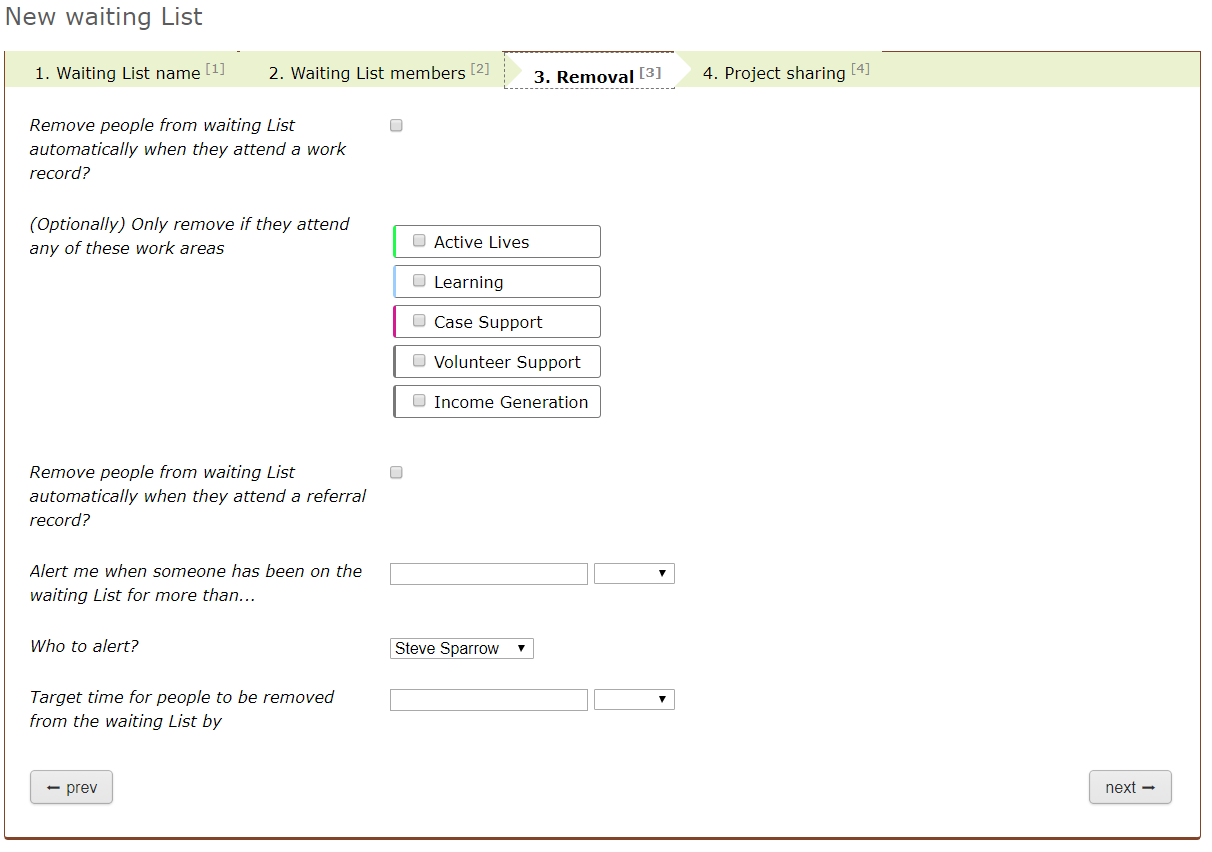 New waiting List
1. Waiting List name [1] 2. Waiting List members [2] 3. Removal [3] 4. Project sharing [4]
Remove people from waiting List
automatically when they attend a work
record?
(Optionally) Only remove if they attend
any of these work areas
Active Lives
Learning
Case Support
Volunteer Support
Income Generation
Remove people from waiting List
automatically when they attend a referral
record?
Alert me when someone has been on the
waiting List for more than...
Who to alert? Steve Sparrow
Target time for people to be removed
from the waiting List by
prev next